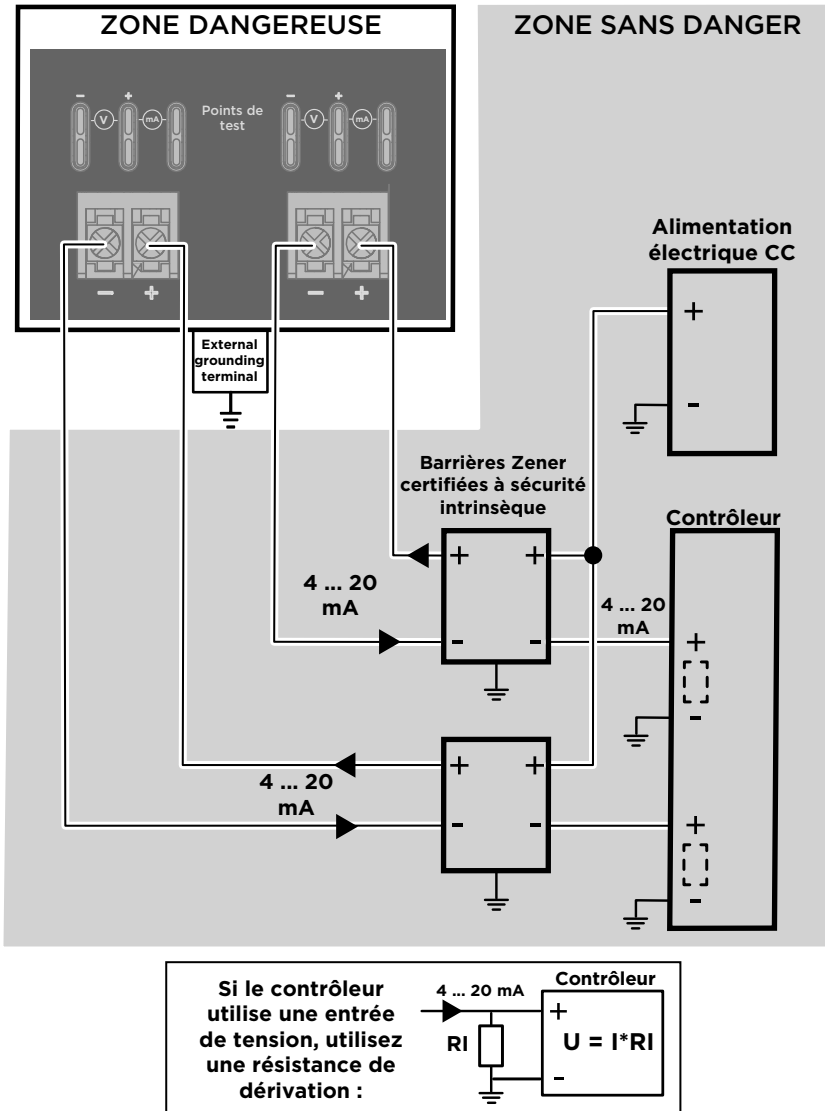 ZONE DANGEREUSE
ZONE SANS DANGER
- +
V mA
Points de
test
- +
V mA
- +
- +
External
grounding
terminal
Alimentation
électrique CC
+
-
Barrières Zener
certifiées à sécurité
intrinsèque
Contrôleur
+ +
4 ... 20
mA
4 ... 20
mA
- -
+
-
+ +
4 ... 20
mA
- -
+
-
Si le contrôleur
utilise une entrée
de tension, utilisez
une résistance de
dérivation :
4 ... 20 mA
Contrôleur
+
RI
U = I*RI
-